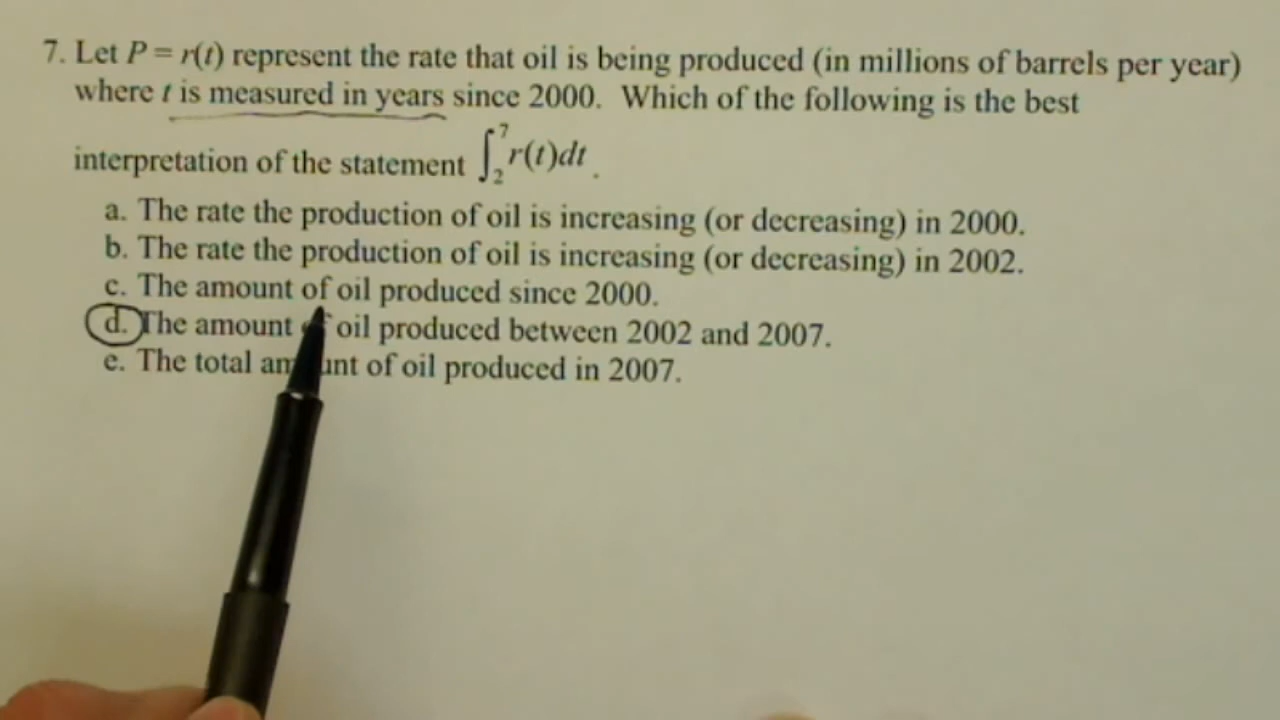 7. Let P = r(t) represent the rate that oil is being produced (in millions of barrels per year)
where t is measured in years since 2000. Which of the following is the best
interpretation of the statement ∫₂⁷ r(t)dt.
a. The rate the production of oil is increasing (or decreasing) in 2000.
b. The rate the production of oil is increasing (or decreasing) in 2002.
c. The amount of oil produced since 2000.
d. The amount of oil produced between 2002 and 2007.
e. The total amount of oil produced in 2007.